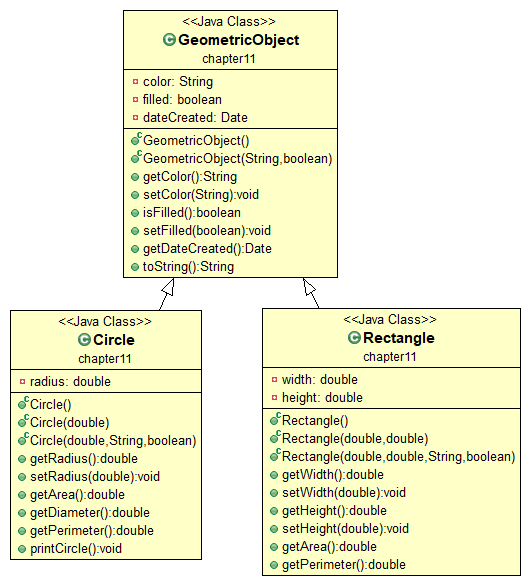 <<Java Class>>
GeometricObject
chapter11
color: String
filled: boolean
dateCreated: Date
GeometricObject()
GeometricObject(String,boolean)
getColor():String
setColor(String):void
isFilled():boolean
setFilled(boolean):void
getDateCreated():Date
toString():String
<<Java Class>>
Circle
chapter11
radius: double
Circle()
Circle(double)
Circle(double,String,boolean)
getRadius():double
setRadius(double):void
getArea():double
getDiameter():double
getPerimeter():double
printCircle():void
<<Java Class>>
Rectangle
chapter11
width: double
height: double
Rectangle()
Rectangle(double,double)
Rectangle(double,double,String,boolean)
getWidth():double
setWidth(double):void
getHeight():double
setHeight(double):void
getArea():double
getPerimeter():double